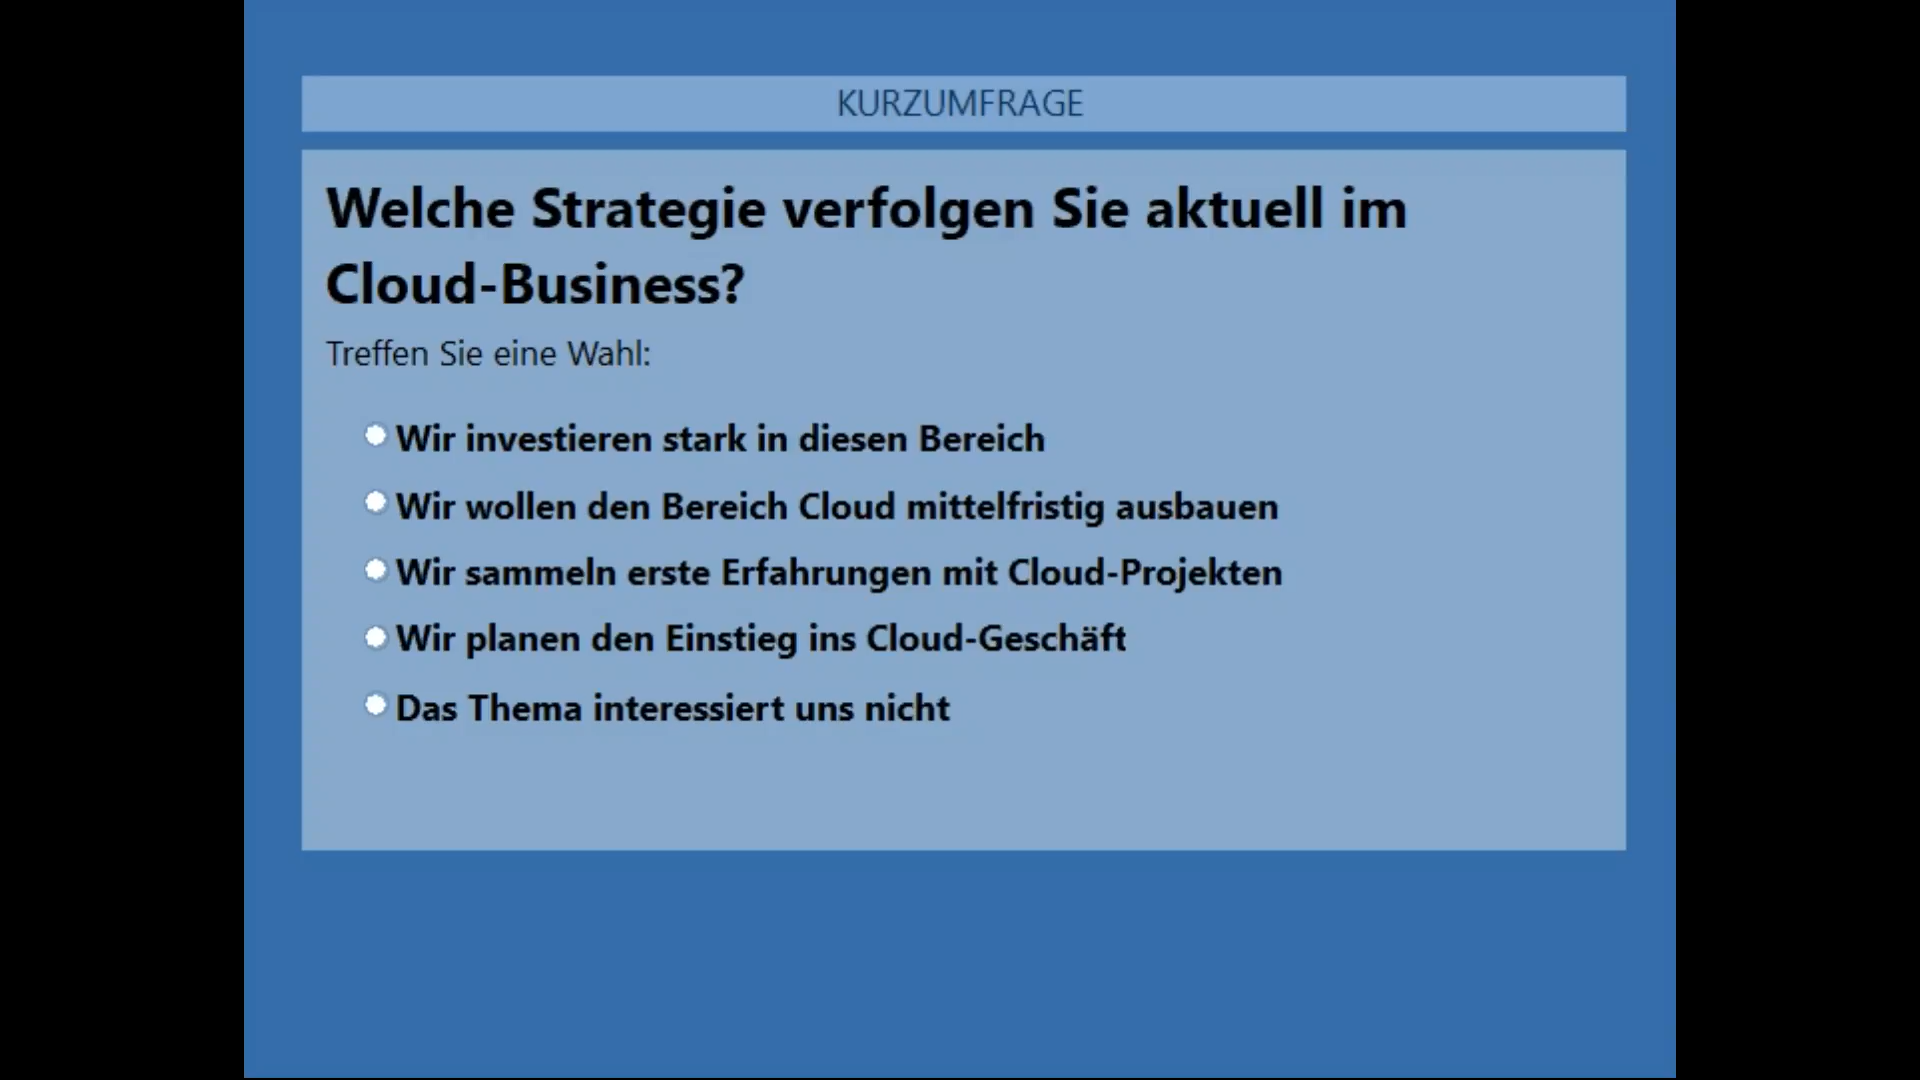 KURZUMFRAGE
Welche Strategie verfolgen Sie aktuell im
Cloud-Business?
Treffen Sie eine Wahl:
Wir investieren stark in diesen Bereich
Wir wollen den Bereich Cloud mittelfristig ausbauen
Wir sammeln erste Erfahrungen mit Cloud-Projekten
Wir planen den Einstieg ins Cloud-Geschäft
Das Thema interessiert uns nicht